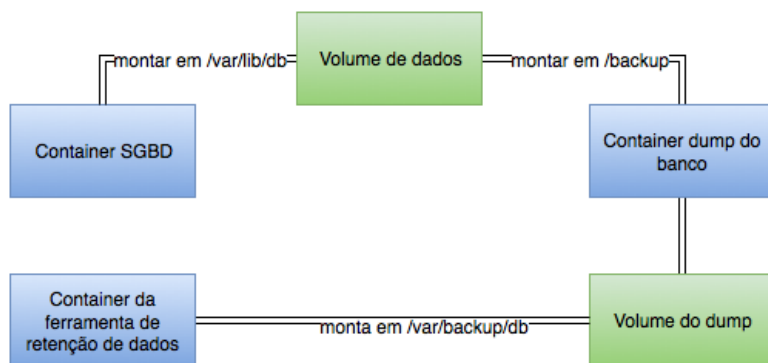 Volume de dados
montar em /var/lib/db
montar em /backup
Container SGBD
Container dump do
banco
Container da
ferramenta de
retenção de dados
monta em /var/backup/db
Volume do dump